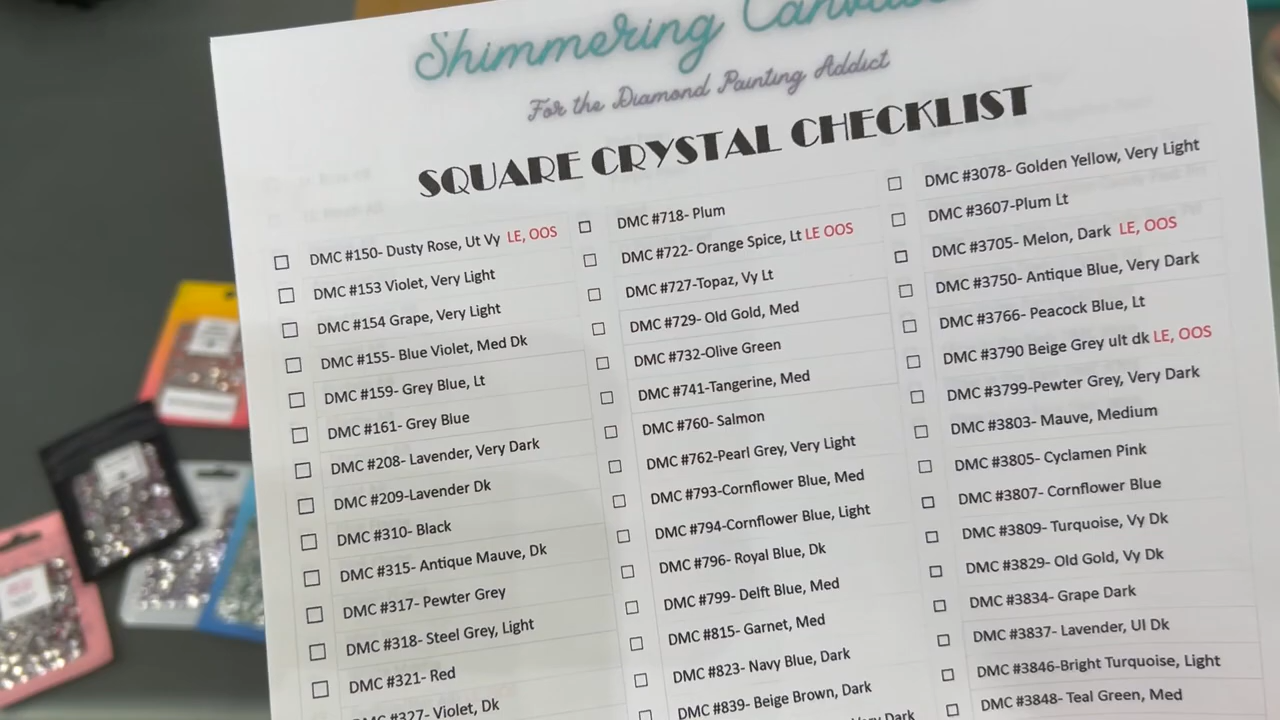 Shimmering
For the Diamond Painting Addict
SQUARE CRYSTAL CHECKLIST
DMC #150- Dusty Rose, Ut Vy LE, OOS
DMC #153 Violet, Very Light
DMC #154 Grape, Very Light
DMC #155- Blue Violet, Med Dk
DMC #159- Grey Blue, Lt
DMC #161- Grey Blue
DMC #208- Lavender, Very Dark
DMC #209-Lavender Dk
DMC #310- Black
DMC #315- Antique Mauve, Dk
DMC #317- Pewter Grey
DMC #318- Steel Grey, Light
DMC #321- Red
DMC #327- Violet, Dk
DMC #718- Plum
DMC #722- Orange Spice, Lt LE OOS
DMC #727-Topaz, Vy Lt
DMC #729- Old Gold, Med
DMC #732-Olive Green
DMC #741-Tangerine, Med
DMC #760- Salmon
DMC #762-Pearl Grey, Very Light
DMC #793-Cornflower Blue, Med
DMC #794-Cornflower Blue, Light
DMC #796- Royal Blue, Dk
DMC #799- Delft Blue, Med
DMC #815- Garnet, Med
DMC #823- Navy Blue, Dark
DMC #839- Beige Brown, Dark
Dark
DMC #3078- Golden Yellow, Very Light
DMC #3607-Plum Lt
DMC #3705- Melon, Dark LE, OOS
DMC #3750- Antique Blue, Very Dark
DMC #3766- Peacock Blue, Lt
DMC #3790 Beige Grey ult dk LE, OOS
DMC #3799-Pewter Grey, Very Dark
DMC #3803- Mauve, Medium
DMC #3805- Cyclamen Pink
DMC #3807- Cornflower Blue
DMC #3809- Turquoise, Vy Dk
DMC #3829- Old Gold, Vy Dk
DMC #3834- Grape Dark
DMC #3837- Lavender, Ul Dk
DMC #3846-Bright Turquoise, Light
DMC #3848- Teal Green, Med